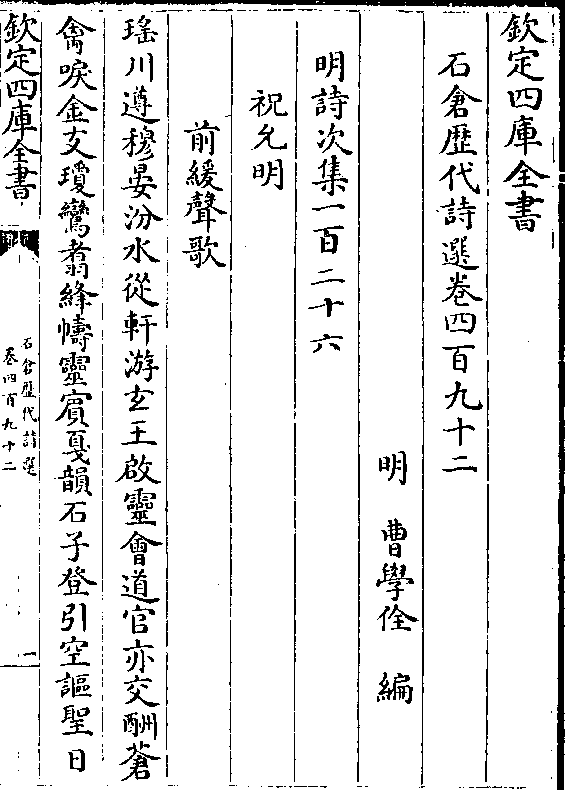 欽定四庫全書
石倉歴代詩選卷四百九十二
明　曹學佺　編
明詩次集一百二十六
祝允明
前緩聲歌
瑤川遵穆晏汾水從軒游玄王啟靈會道官亦交酬蒼
禽唳金支瓊鸞翥絳幬靈賓戛韻石子登引空謳聖日
欽定四庫全書
石倉歴代詩選
卷四百九十二
一